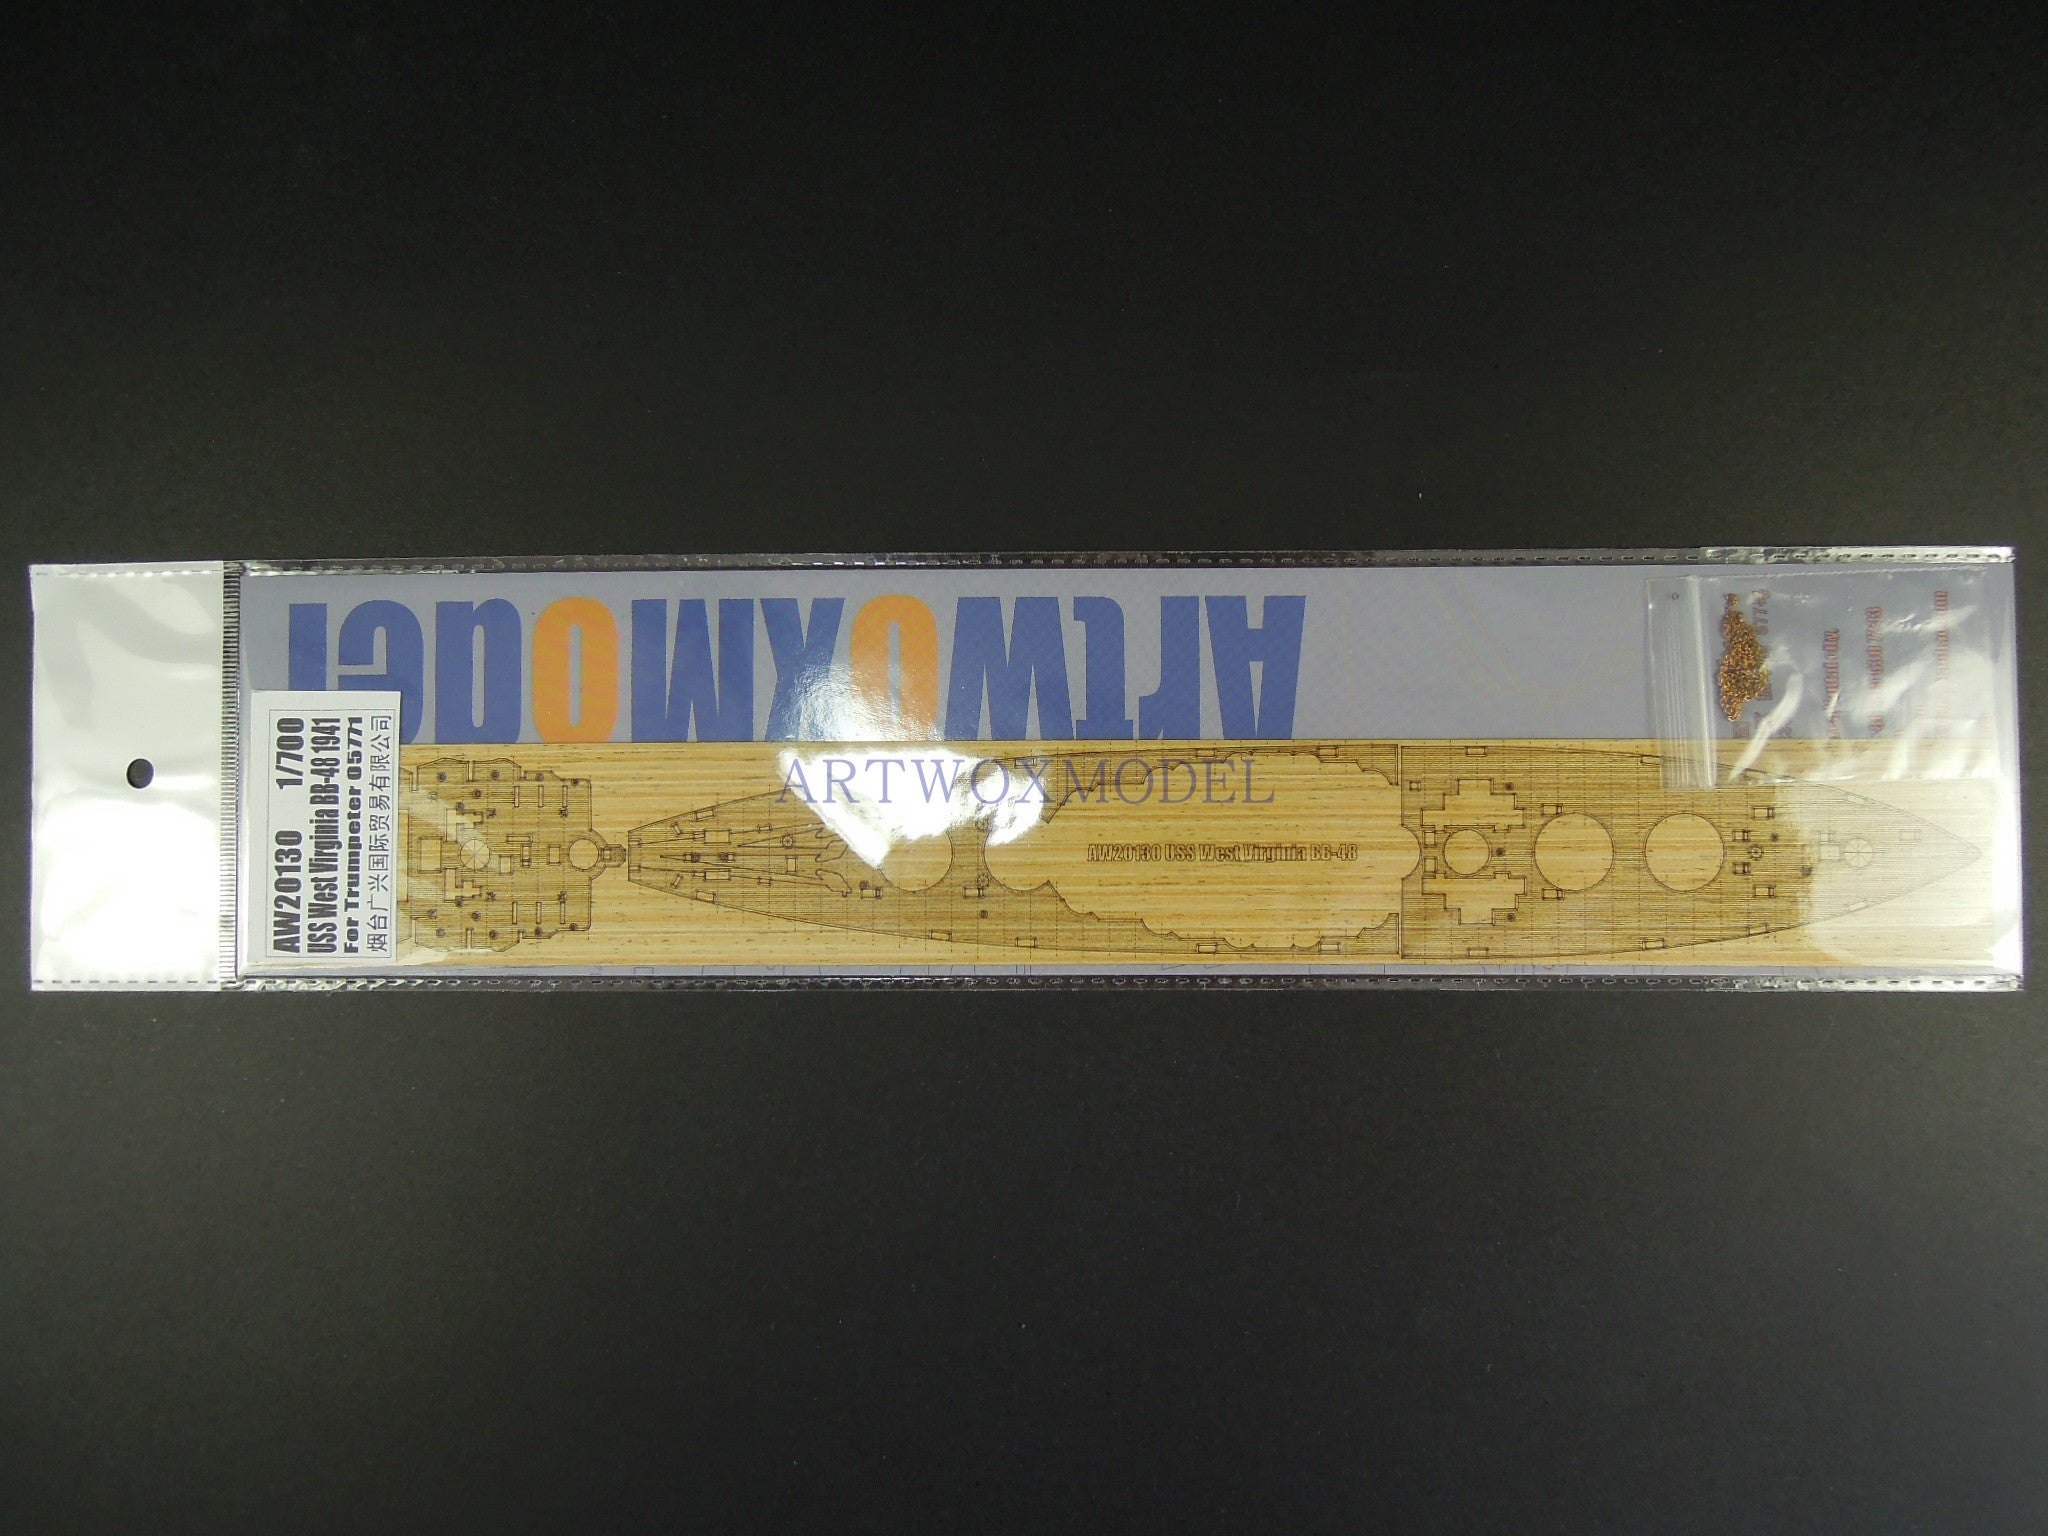 ArtwoxModel
AW20130 1/700
USS West Virginia BB-48 1941
For Trumpeter 05771
烟台广兴国际贸易有限公司
ARTWOXMODEL
AW20130 USS West Virginia BB-48